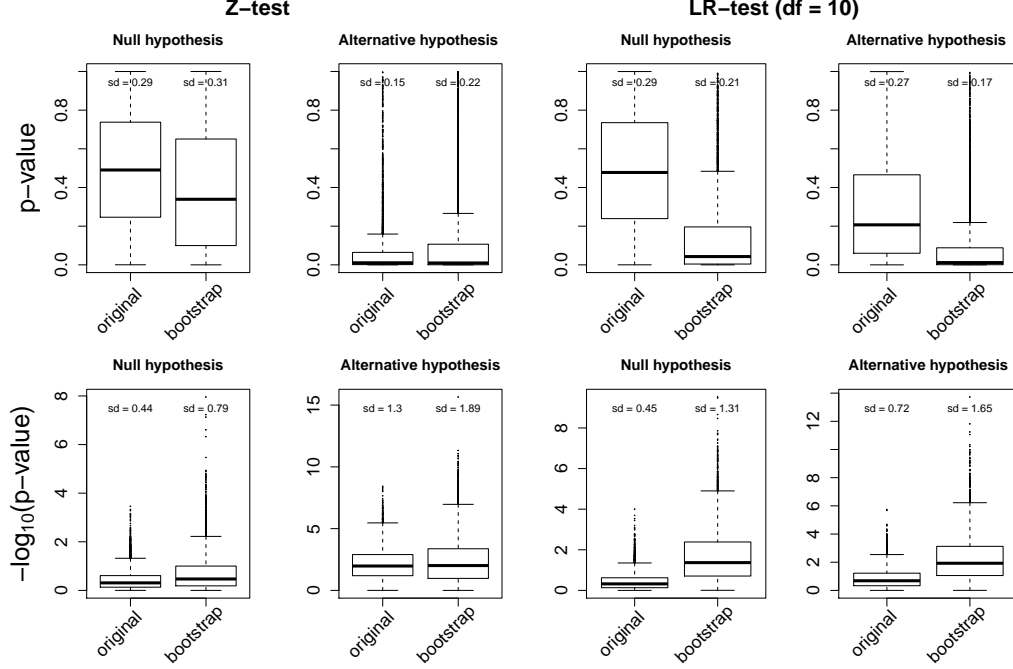 Z−test
LR−test (df = 10)
Null hypothesis
Alternative hypothesis
Null hypothesis
Alternative hypothesis
p−value
0.0
0.4
0.8
sd = 0.29
sd = 0.31
original
bootstrap
0.0
0.4
0.8
sd = 0.15
sd = 0.22
original
bootstrap
0.0
0.4
0.8
sd = 0.29
sd = 0.21
original
bootstrap
0.0
0.4
0.8
sd = 0.27
sd = 0.17
original
bootstrap
Null hypothesis
Alternative hypothesis
Null hypothesis
Alternative hypothesis
−log₁₀(p−value)
0
2
4
6
8
sd = 0.44
sd = 0.79
original
bootstrap
0
5
10
15
sd = 1.3
sd = 1.89
original
bootstrap
0
2
4
6
8
sd = 0.45
sd = 1.31
original
bootstrap
0
2
4
6
8
12
sd = 0.72
sd = 1.65
original
bootstrap